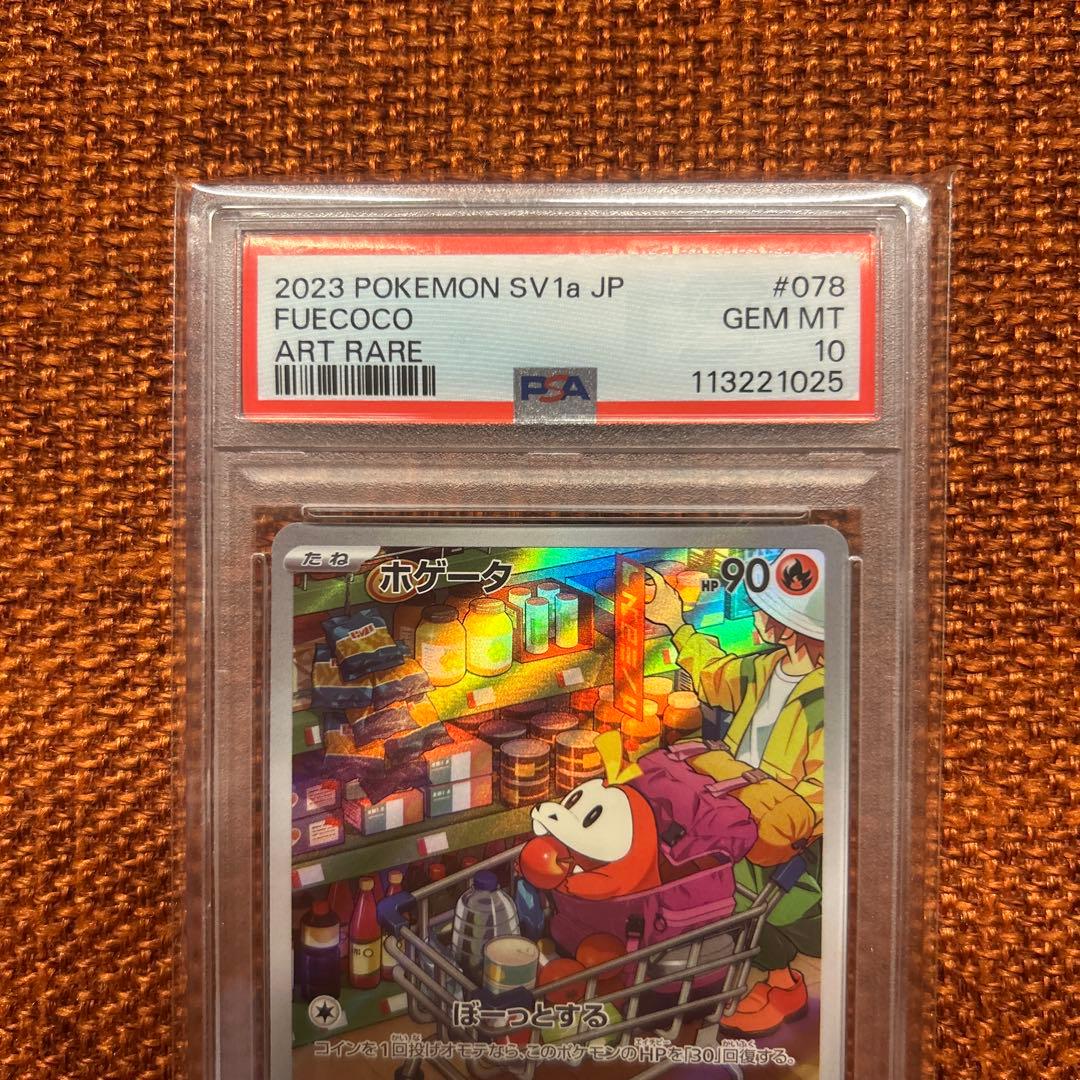 2023 POKEMON SV1a JP #078
FUECOCO GEM MT
ART RARE 10
PSA 113221025
たね ホゲータ HP 90
ぼーっとする
コインを1回投げオモテなら、このポケモンのHPを「30」回復する。